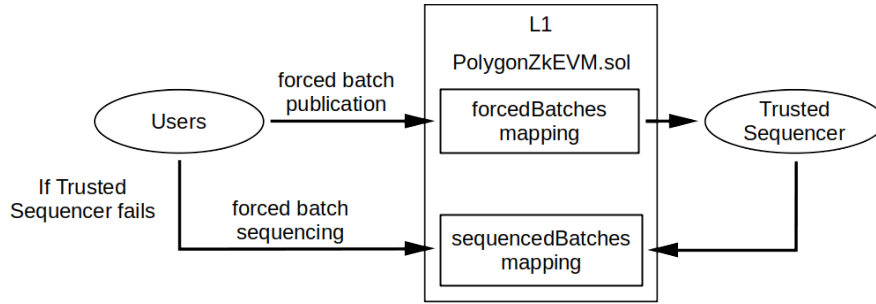 L1
PolygonZkEVM.sol
forced batch
publication
forcedBatches
mapping
Users
Trusted
Sequencer
If Trusted
Sequencer fails
forced batch
sequencing
sequencedBatches
mapping